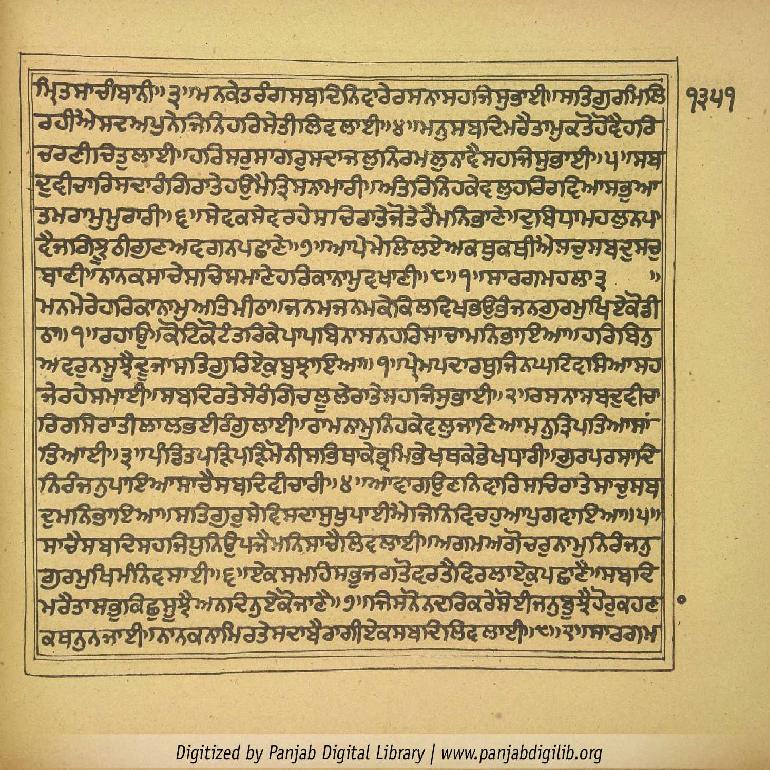 ਮ੍ਰਿਤਸਾਚੀਬਾਨੀ॥੩॥ਮਨਕੇਤਰੰਗਸਬਦਿਨਿਵਾਰੇਰਸਨਾਸਹਜਿਸੁਭਾਈ॥ਸਤਿਗੁਰਮਿਲਿ
੧੩੫੧
ਰਹੀਐਸਦਅਪੁਨੇਜਿਨਿਹਰਿਸੇਤੀਲਿਵਲਾਈ॥੪॥ਮਨੁਸਬਦਿਮਰੈਤਾਮੁਕਤੋਹੋਵੈਹਰਿ
ਚਰਣੀਚਿਤੁਲਾਈ॥ਹਰਿਸਰੁਸਾਗਰੁਸਦਾਜਲੁਨਿਰਮਲੁਨਾਵੈਸਹਜਿਸੁਭਾਈ॥੫॥ਸਬ
ਦੁਵੀਚਾਰਿਸਦਾਰੰਗਿਰਾਤੇਹਉਮੈਤ੍ਰਿਸਨਾਮਾਰੀ॥ਅੰਤਰਿਨਿਹਕੇਵਲੁਹਰਿਰਵਿਆਸਭੁਆ
ਤਮਰਾਮੁਮੁਰਾਰੀ॥੬॥ਸੇਵਕਸੇਵਰਹੇਸਚਿਰਾਤੇਜੋਤੇਰੈਮਨਿਭਾਣੇ॥ਦੁਬਿਧਾਮਹਲੁਨਪਾ
ਵੈਜਗਿਝੂਠੀਗੁਣਅਵਗਨਪਛਾਣੇ॥੭॥ਆਪੇਮੇਲਿਲਏਅਕਥੁਕਥੀਐਸਚੁਸਬਦੁਸਚੁ
ਬਾਣੀ॥ਨਾਨਕਸਾਚੇਸਚਿਸਮਾਣੇਹਰਿਕਾਨਾਮੁਵਖਾਣੀ॥੮॥੧॥ਸਾਰਗਮਹਲਾ੩ ॥
ਮਨਮੇਰੇਹਰਿਕਾਨਾਮੁਅਤਿਮੀਠਾ॥ਜਨਮਜਨਮਕੇਕਿਲਵਿਖਭਉਭੰਜਨਗੁਰਮੁਖਿਏਕੋਡੀ
ਠਾ॥੧॥ਰਹਾਉ॥ਕੋਟਿਕੋਟੰਤਰਿਕੇਪਾਪਬਿਨਾਸਨਹਰਿਸਾਚਾਮਨਿਭਾਇਆ॥ਹਰਿਬਿਨੁ
ਅਵਰੁਨਸੂਝੈਦੂਜਾਸਤਿਗੁਰਿਏਕੁਬੁਝਾਇਆ॥੧॥ਪ੍ਰੇਮਪਦਾਰਥੁਜਿਨਘਟਿਵਸਿਆਸਹ
ਜੇਰਹੇਸਮਾਈ॥ਸਬਦਿਰਤੇਸੇਰੰਗਿਚਲੂਲੇਰਾਤੇਸਹਜਿਸੁਭਾਈ॥੨॥ਰਸਨਾਸਬਦੁਵੀਚਾ
ਰਿਰਸਿਰਾਤੀਲਾਲਭਈਰੰਗੁਲਾਈ॥ਰਾਮਨਾਮੁਨਿਹਕੇਵਲੁਜਾਣਿਆਮਨੁਤ੍ਰਿਪਤਿਆਸਾਂ
ਤਿਆਈ॥੩॥ਪੰਡਿਤਪੜਿਪੜਿਮੋਨੀਸਭਿਥਾਕੇਭ੍ਰਮਿਭੇਖਥਕੇਭੇਖਧਾਰੀ॥ਗੁਰਪਰਸਾਦਿ
ਨਿਰੰਜਨੁਪਾਇਆਸਾਚੈਸਬਦਿਵੀਚਾਰੀ॥੪॥ਆਵਾਗਉਣਨਿਵਾਰਿਸਚਿਰਾਤੇਸਾਚੁਸਬ
ਦੁਮਨਿਭਾਇਆ॥ਸਤਿਗੁਰੁਸੇਵਿਸਦਾਸੁਖੁਪਾਈਐਜਿਨਿਵਿਚਹੁਆਪੁਗਵਾਇਆ॥੫॥
ਸਾਚੈਸਬਦਿਸਹਜਿਧੁਨਿਉਪਜੈਮਨਿਸਾਚੈਲਿਵਲਾਈ॥ਅਗਮਅਗੋਚਰੁਨਾਮੁਨਿਰੰਜਨੁ
ਗੁਰਮੁਖਿਮੰਨਿਵਸਾਈ॥੬॥ਏਕਸਮਹਿਸਭੁਜਗਤੋਵਰਤੈਵਿਰਲਾਏਕੁਪਛਾਣੈ॥ਸਬਦਿ
ਮਰੈਤਾਸਭੁਕਿਛੁਸੂਝੈਅਨਦਿਨੁਏਕੋਜਾਣੈ॥੭॥ਜਿਸਨੋਨਦਰਿਕਰੇਸੋਈਜਨੁਬੂਝੈਹੋਰੁਕਹਣ
ਕਥਨੁਨਜਾਈ॥ਨਾਨਕਨਾਮਿਰਤੇਸਦਾਬੈਰਾਗੀਏਕਸਬਦਿਲਿਵਲਾਈ॥੮॥੨॥ਸਾਰਗਮ
Digitized by Panjab Digital Library | www.panjabdigilib.org